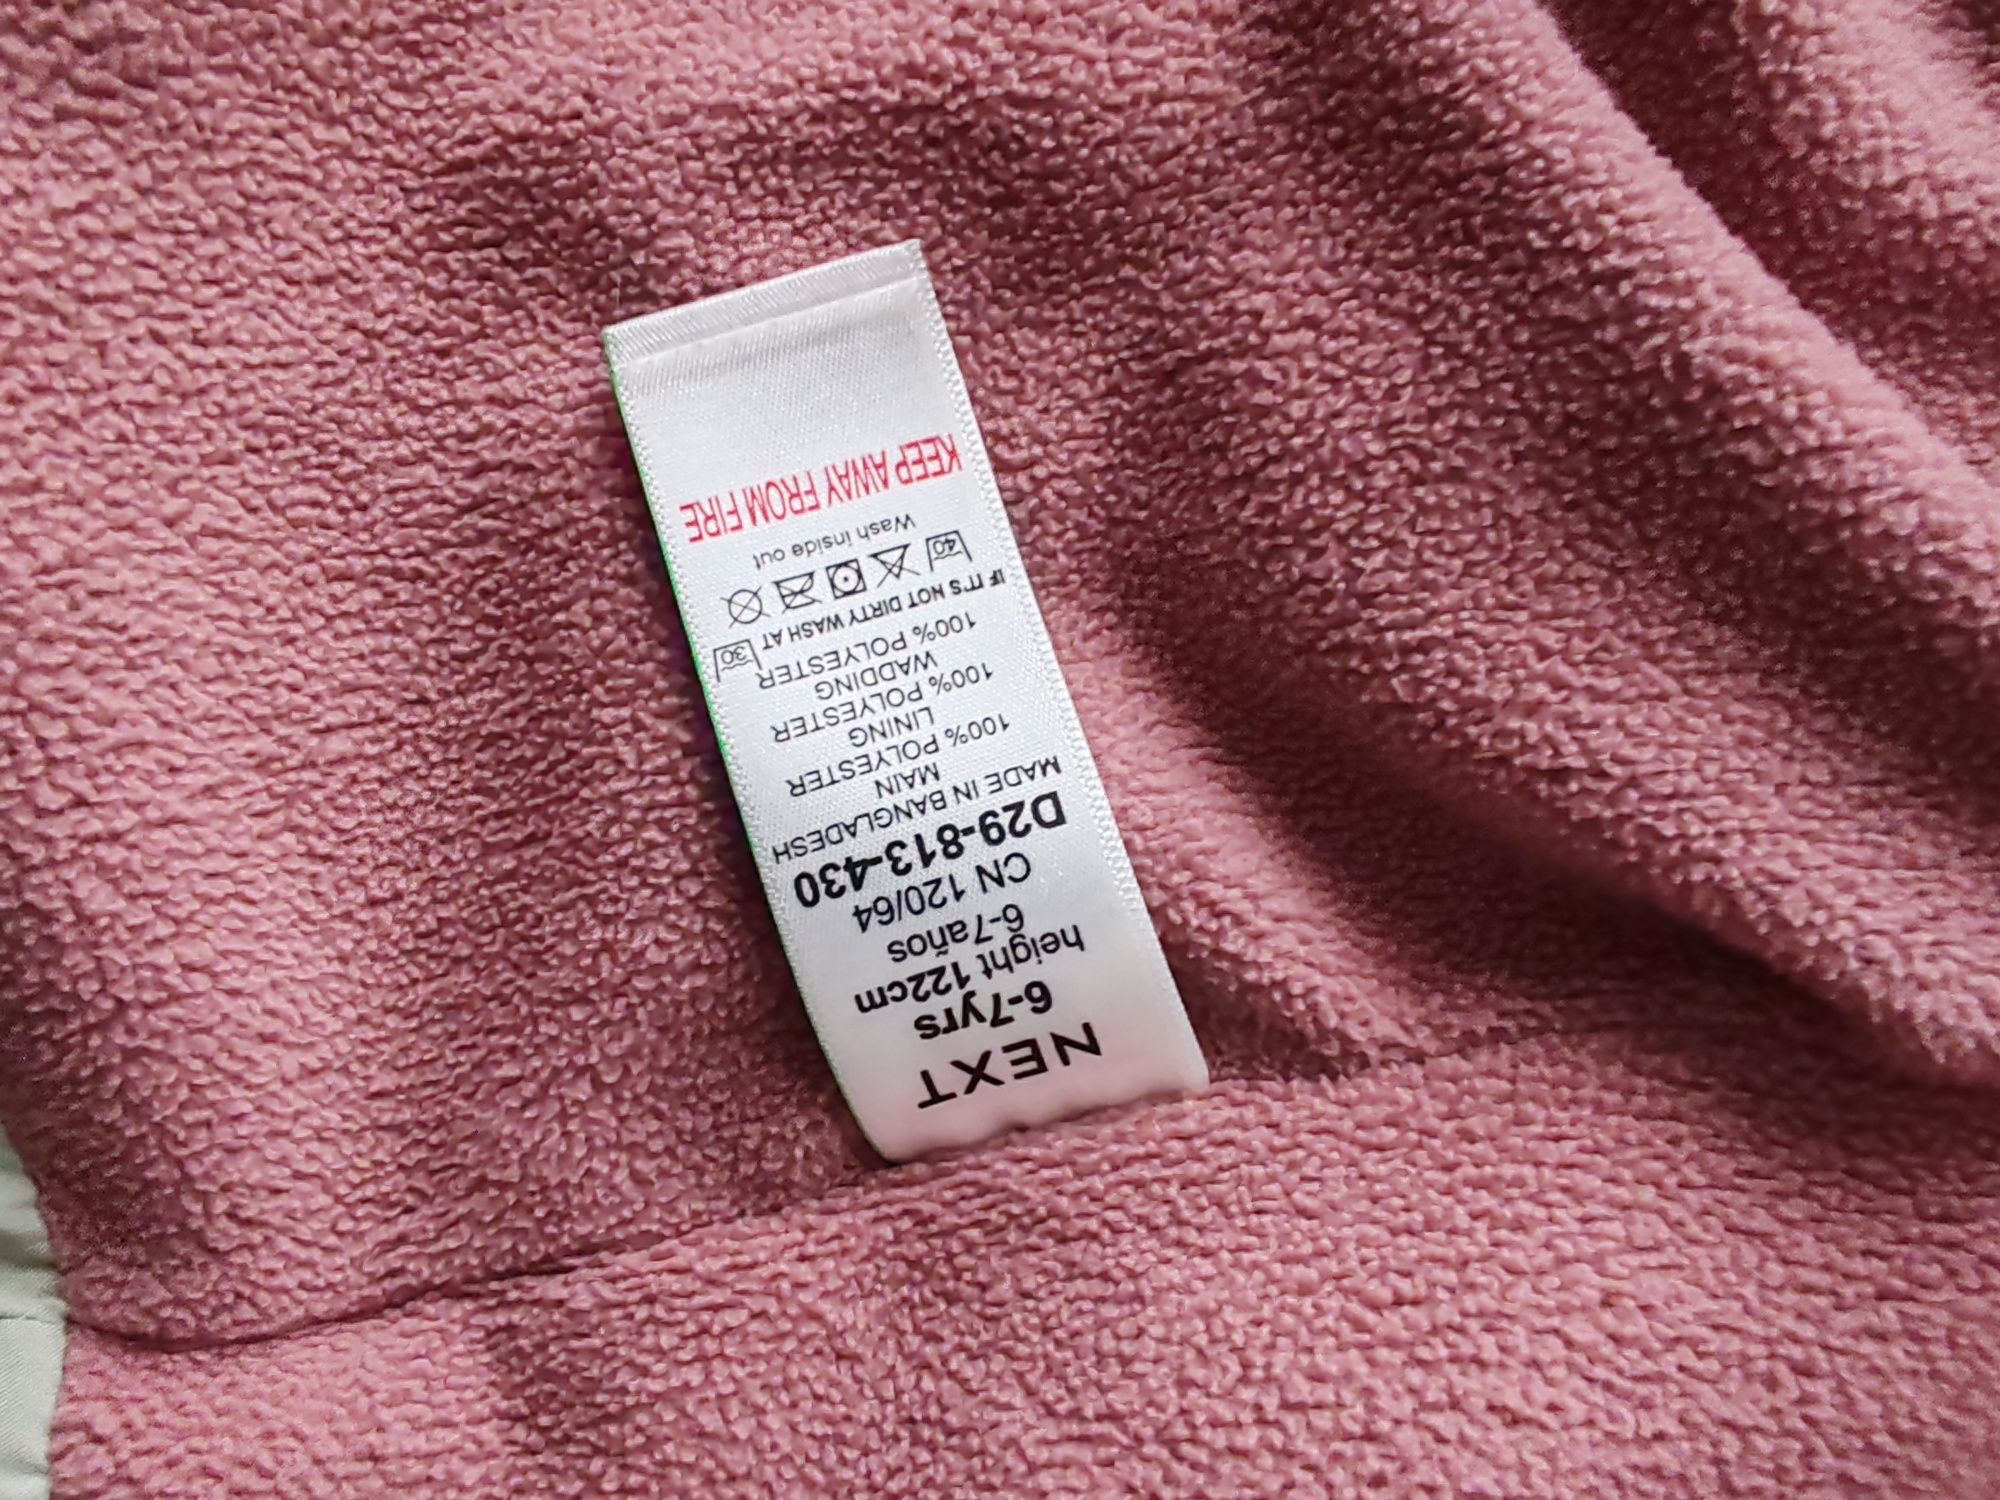 NEXT
6-7yrs
height 122cm
6-7años
CN 120/64
D29-813-430
MADE IN BANGLADESH
MAIN
100% POLYESTER
LINING
100% POLYESTER
WADDING
100% POLYESTER
IF IT'S NOT DIRTY WASH AT 30
40
Wash inside out
KEEP AWAY FROM FIRE